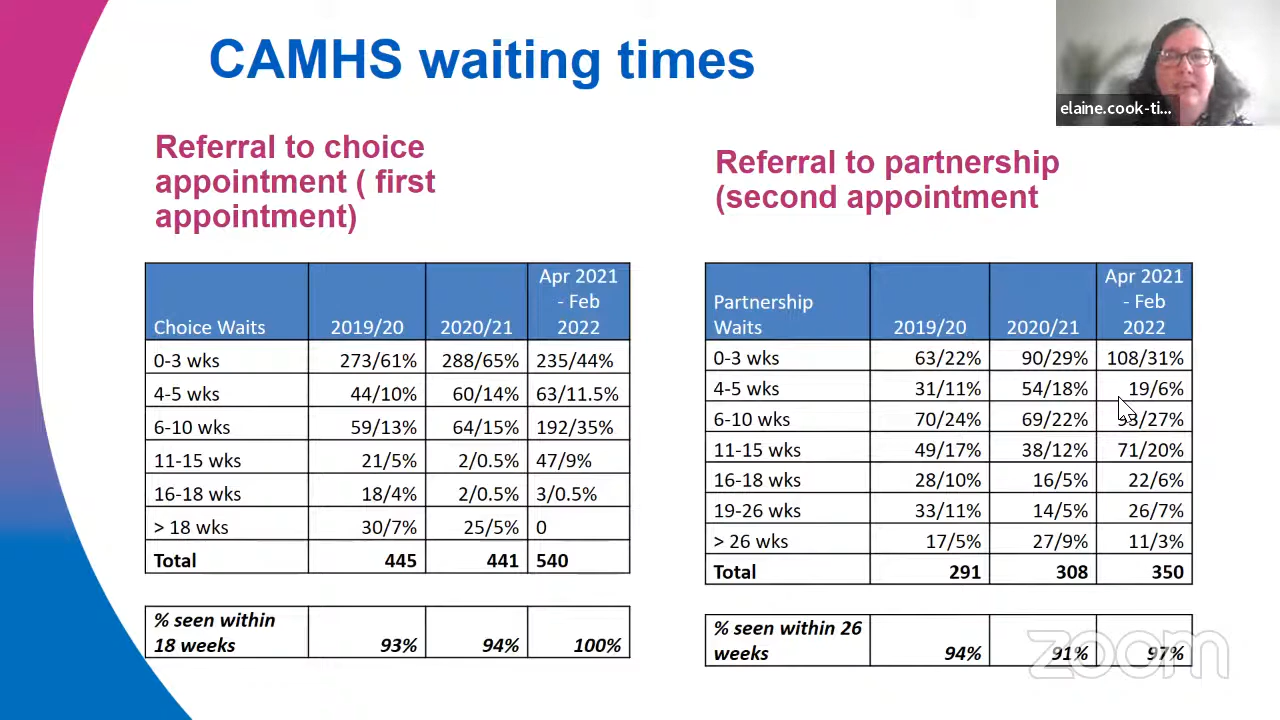 CAMHS waiting times
elaine.cook-ti...
Referral to choice
appointment ( first
appointment)
Choice Waits 2019/20 2020/21 Apr 2021 - Feb 2022
0-3 wks 273/61% 288/65% 235/44%
4-5 wks 44/10% 60/14% 63/11.5%
6-10 wks 59/13% 64/15% 192/35%
11-15 wks 21/5% 2/0.5% 47/9%
16-18 wks 18/4% 2/0.5% 3/0.5%
> 18 wks 30/7% 25/5% 0
Total 445 441 540
% seen within
18 weeks 93% 94% 100%
Referral to partnership
(second appointment
Partnership Waits 2019/20 2020/21 Apr 2021 - Feb 2022
0-3 wks 63/22% 90/29% 108/31%
4-5 wks 31/11% 54/18% 19/6%
6-10 wks 70/24% 69/22% 93/27%
11-15 wks 49/17% 38/12% 71/20%
16-18 wks 28/10% 16/5% 22/6%
19-26 wks 33/11% 14/5% 26/7%
> 26 wks 17/5% 27/9% 11/3%
Total 291 308 350
% seen within 26
weeks 94% 91% 97%
zoom